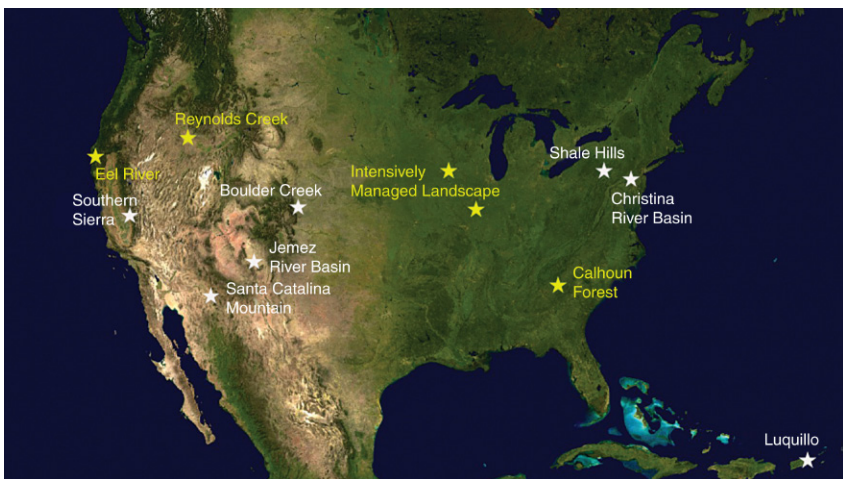 Reynolds Creek
Eel River
Southern
Sierra
Boulder Creek
Jemez
River Basin
Santa Catalina
Mountain
Intensively
Managed Landscape
Shale Hills
Christina
River Basin
Calhoun
Forest
Luquillo